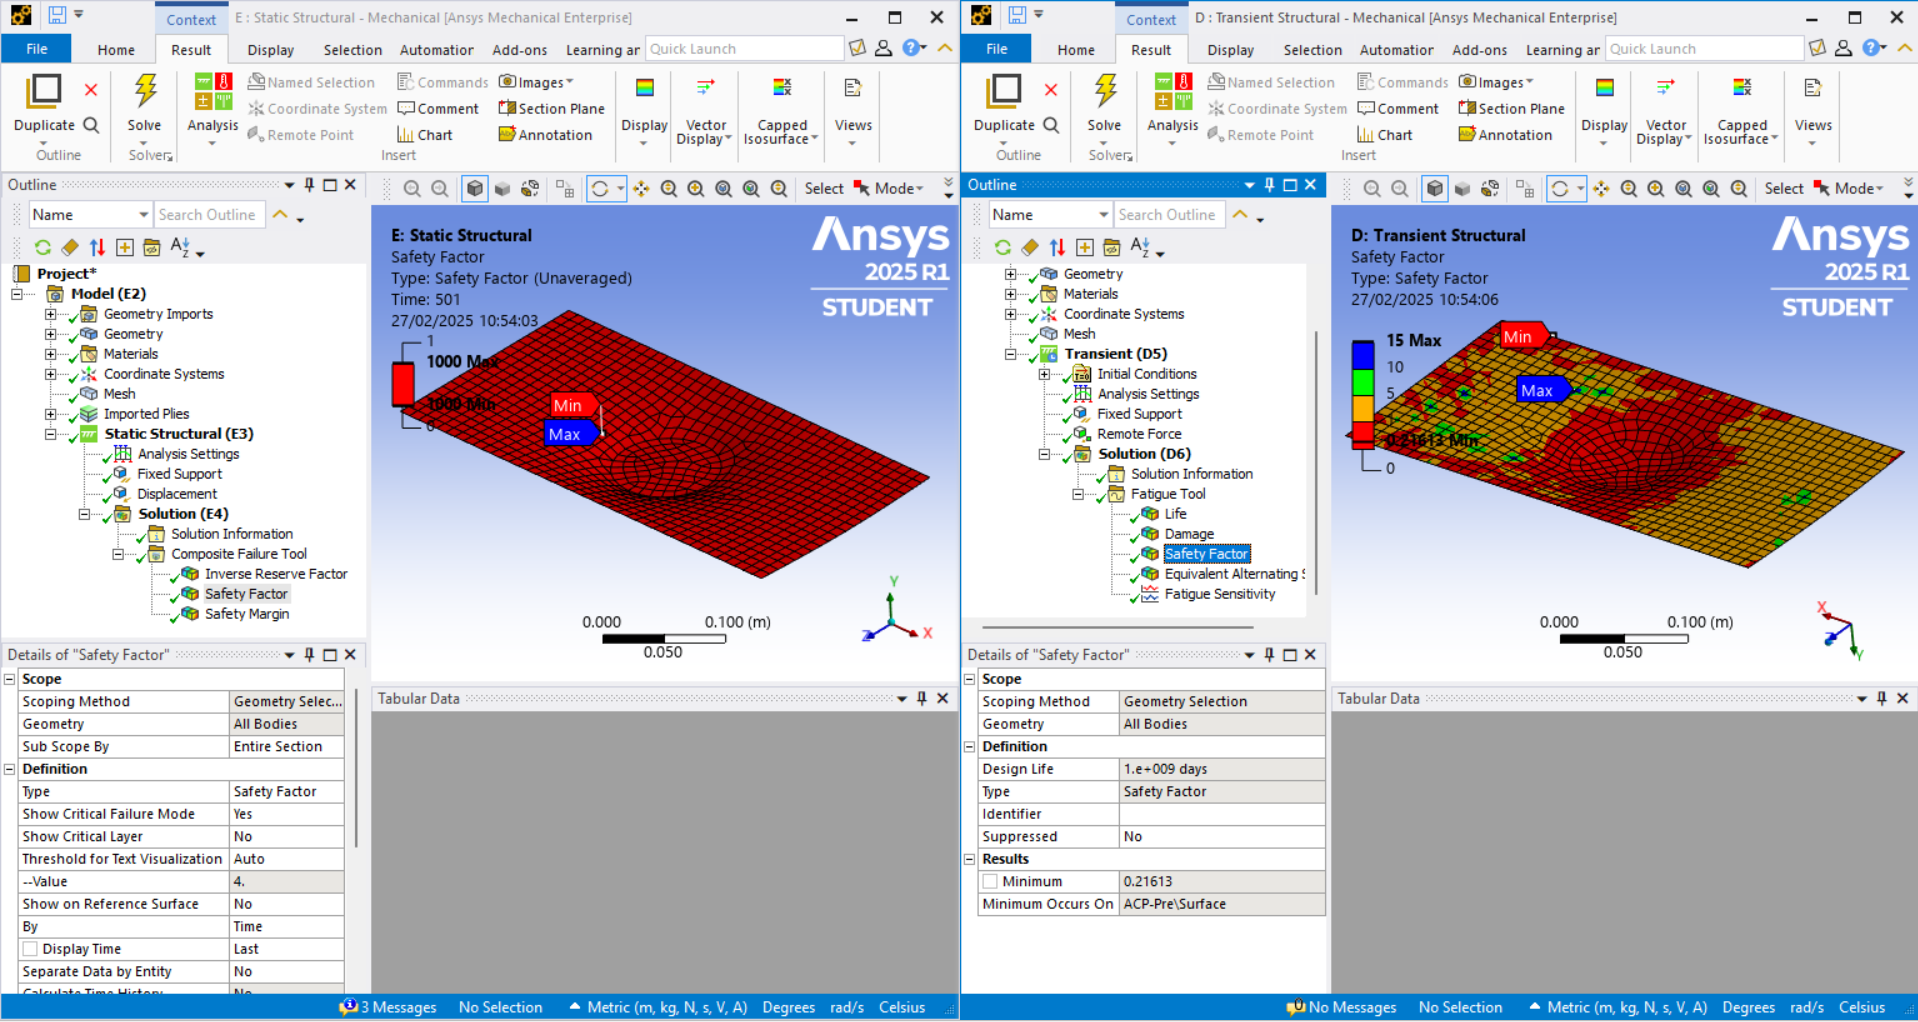 Context
E : Static Structural - Mechanical [Ansys Mechanical Enterprise]
File
Home
Result
Display
Selection
Automation
Add-ons
Learning ar
Quick Launch
Duplicate
Outline
Solve
Solver
Analysis
Named Selection
Coordinate System
Remote Point
Commands
Comment
Chart
Images
Section Plane
Annotation
Insert
Display
Vector
Display
Capped
Isosurface
Views
Outline
Name
Search Outline
Select
Mode
Project*
Model (E2)
Geometry Imports
Geometry
Materials
Coordinate Systems
Mesh
Imported Plies
Static Structural (E3)
Analysis Settings
Fixed Support
Displacement
Solution (E4)
Solution Information
Composite Failure Tool
Inverse Reserve Factor
Safety Factor
Safety Margin
E: Static Structural
Safety Factor
Type: Safety Factor (Unaveraged)
Time: 501
27/02/2025 10:54:03
1
1000 Max
1000 Min
0
Min
Max
Ansys
2025 R1
STUDENT
Y
X
Z
0.000
0.100 (m)
0.050
Details of "Safety Factor"
Scope
Scoping Method Geometry Selec...
Geometry All Bodies
Sub Scope By Entire Section
Definition
Type Safety Factor
Show Critical Failure Mode Yes
Show Critical Layer No
Threshold for Text Visualization Auto
--Value 4.
Show on Reference Surface No
By Time
Display Time Last
Separate Data by Entity No
Calculate Time History No
Tabular Data
3 Messages
No Selection
Metric (m, kg, N, s, V, A)
Degrees
rad/s
Celsius
Context
D : Transient Structural - Mechanical [Ansys Mechanical Enterprise]
File
Home
Result
Display
Selection
Automation
Add-ons
Learning ar
Quick Launch
Duplicate
Outline
Solve
Solver
Analysis
Named Selection
Coordinate System
Remote Point
Commands
Comment
Chart
Images
Section Plane
Annotation
Insert
Display
Vector
Display
Capped
Isosurface
Views
Outline
Name
Search Outline
Select
Mode
Geometry
Materials
Coordinate Systems
Mesh
Transient (D5)
Initial Conditions
Analysis Settings
Fixed Support
Remote Force
Solution (D6)
Solution Information
Fatigue Tool
Life
Damage
Safety Factor
Equivalent Alternating S
Fatigue Sensitivity
D: Transient Structural
Safety Factor
Type: Safety Factor
27/02/2025 10:54:06
15 Max
10
5
0.21613 Min
0
Min
Max
Ansys
2025 R1
STUDENT
X
Z
Y
0.000
0.100 (m)
0.050
Details of "Safety Factor"
Scope
Scoping Method Geometry Selection
Geometry All Bodies
Definition
Design Life 1.e+009 days
Type Safety Factor
Identifier
Suppressed No
Results
Minimum 0.21613
Minimum Occurs On ACP-Pre\Surface
Tabular Data
No Messages
No Selection
Metric (m, kg, N, s, V, A)
Degrees
rad/s
Celsius